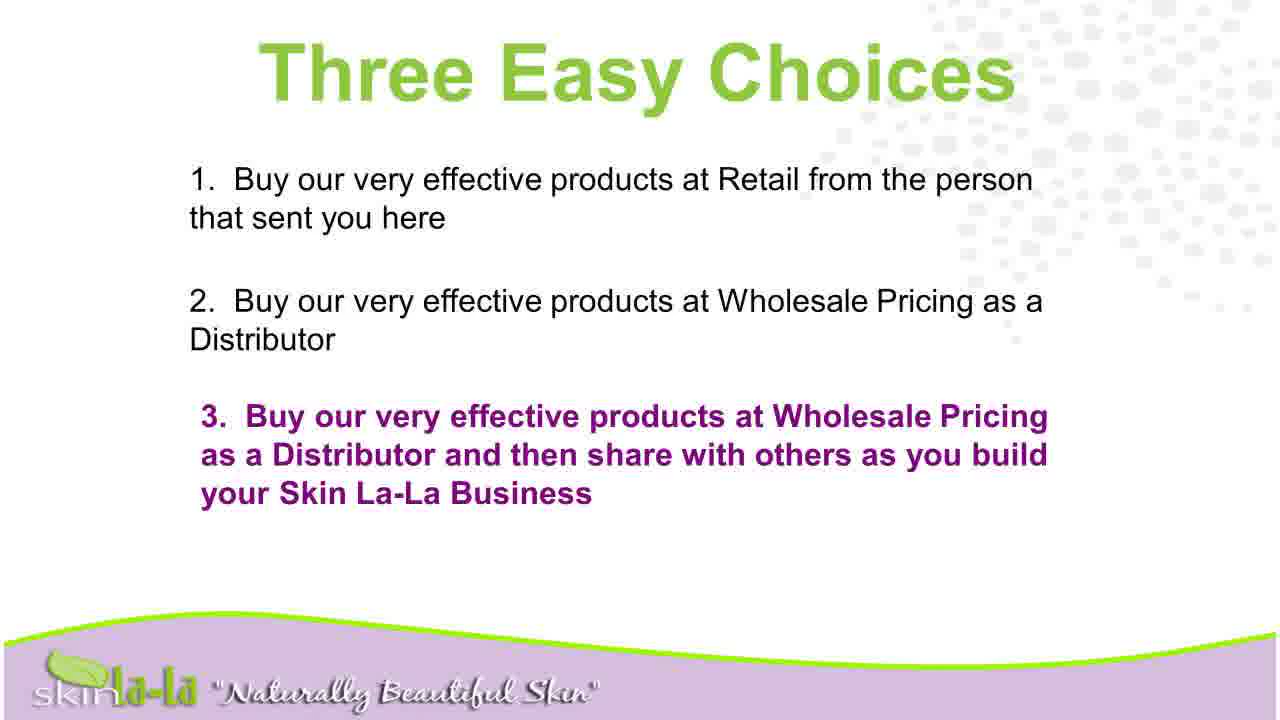 Three Easy Choices
1.  Buy our very effective products at Retail from the person
that sent you here
2.  Buy our very effective products at Wholesale Pricing as a
Distributor
3.  Buy our very effective products at Wholesale Pricing
as a Distributor and then share with others as you build
your Skin La-La Business
skin la-la "Naturally Beautiful Skin"